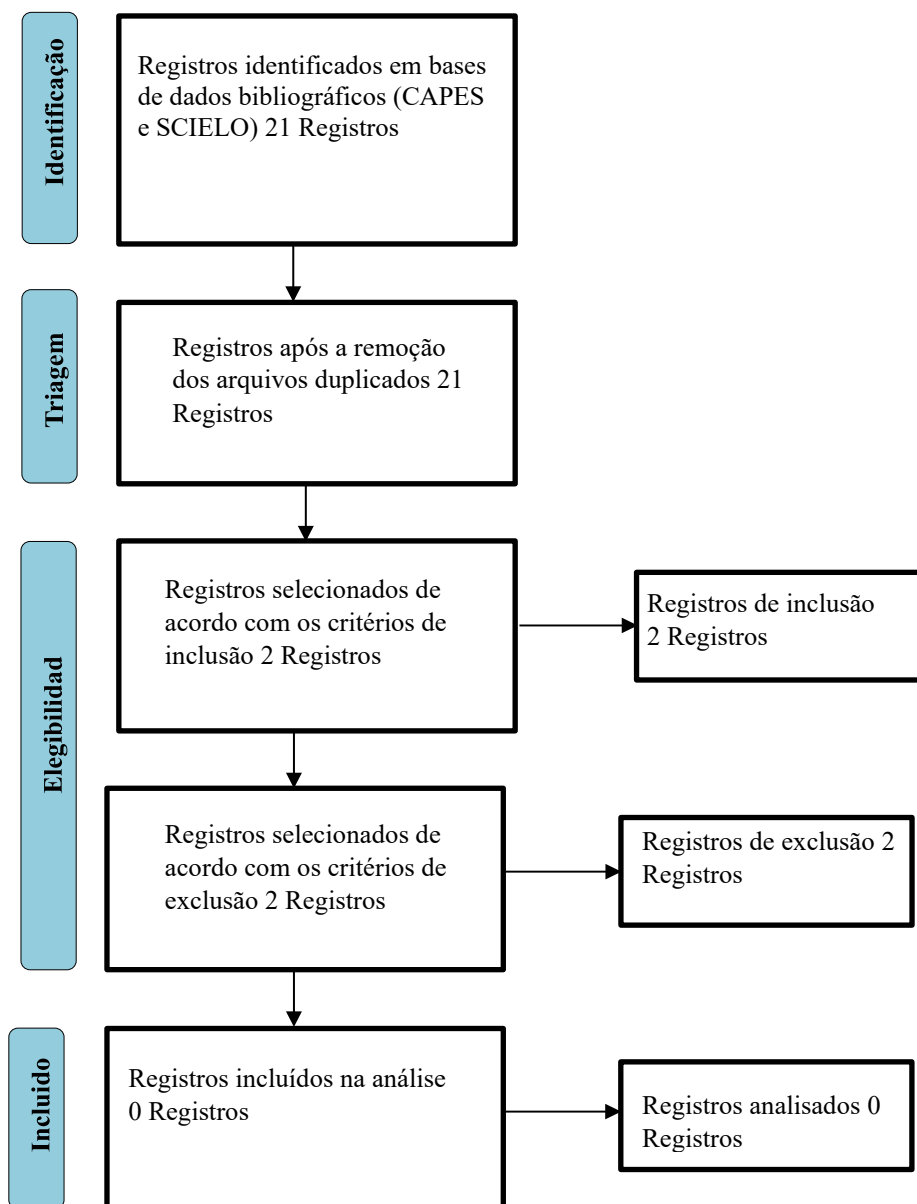 Identificação
Registros identificados em bases
de dados bibliográficos (CAPES
e SCIELO) 21 Registros
Triagem
Registros após a remoção
dos arquivos duplicados 21
Registros
Elegibilidad
Registros selecionados de
acordo com os critérios de
inclusão 2 Registros
Registros de inclusão
2 Registros
Registros selecionados de
acordo com os critérios de
exclusão 2 Registros
Registros de exclusão 2
Registros
Incluido
Registros incluídos na análise
0 Registros
Registros analisados 0
Registros